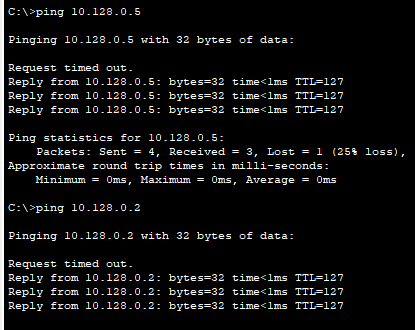 C:\>ping 10.128.0.5
Pinging 10.128.0.5 with 32 bytes of data:
Request timed out.
Reply from 10.128.0.5: bytes=32 time<1ms TTL=127
Reply from 10.128.0.5: bytes=32 time<1ms TTL=127
Reply from 10.128.0.5: bytes=32 time<1ms TTL=127
Ping statistics for 10.128.0.5:
    Packets: Sent = 4, Received = 3, Lost = 1 (25% loss),
Approximate round trip times in milli-seconds:
    Minimum = 0ms, Maximum = 0ms, Average = 0ms
C:\>ping 10.128.0.2
Pinging 10.128.0.2 with 32 bytes of data:
Request timed out.
Reply from 10.128.0.2: bytes=32 time<1ms TTL=127
Reply from 10.128.0.2: bytes=32 time<1ms TTL=127
Reply from 10.128.0.2: bytes=32 time<1ms TTL=127